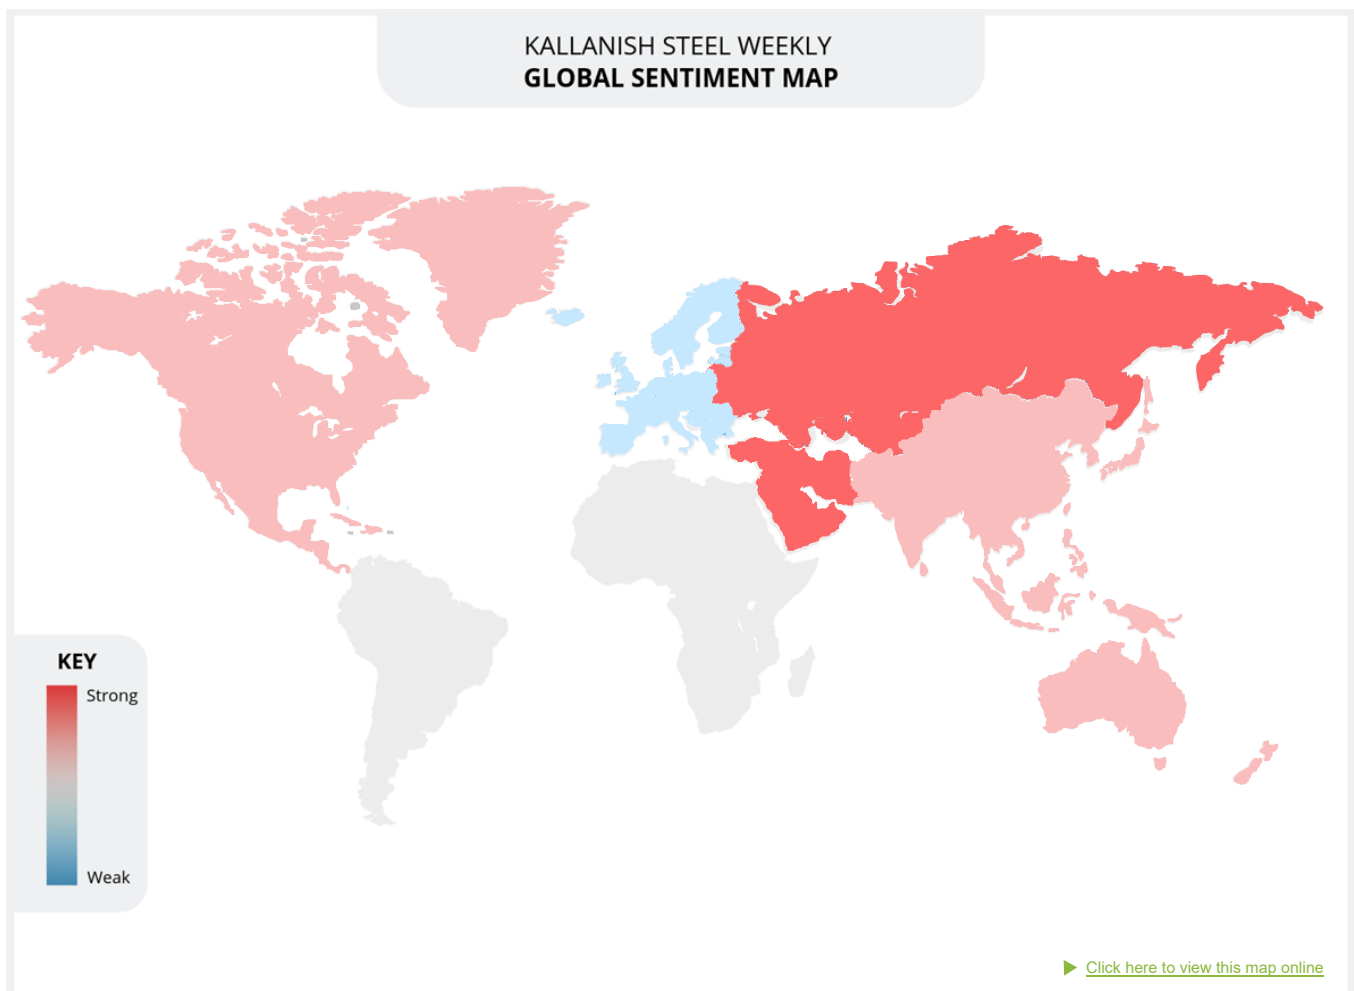 KALLANISH STEEL WEEKLY
GLOBAL SENTIMENT MAP
KEY
Strong
Weak
Click here to view this map online